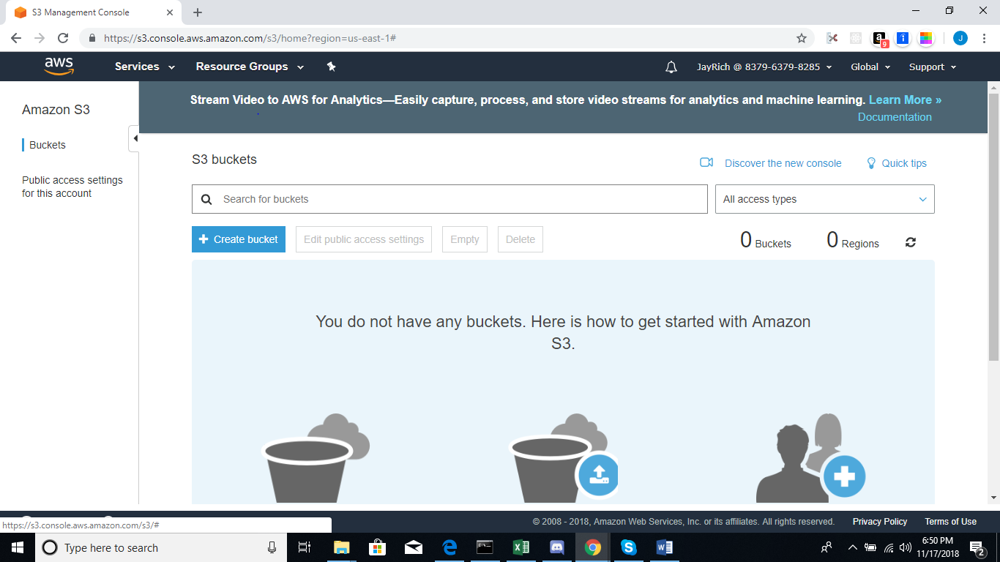 S3 Management Console
https://s3.console.aws.amazon.com/s3/home?region=us-east-1#
a
9
i
J
aws
Services
Resource Groups
JayRich @ 8379-6379-8285
Global
Support
Amazon S3
Buckets
Public access settings
for this account
Stream Video to AWS for Analytics—Easily capture, process, and store video streams for analytics and machine learning. Learn More »
Documentation
S3 buckets
Discover the new console
Quick tips
Search for buckets
All access types
Create bucket
Edit public access settings
Empty
Delete
0 Buckets
0 Regions
You do not have any buckets. Here is how to get started with Amazon
S3.
https://s3.console.aws.amazon.com/s3/#
© 2008 - 2018, Amazon Web Services, Inc. or its affiliates. All rights reserved.
Privacy Policy
Terms of Use
Type here to search
6:50 PM
11/17/2018
2